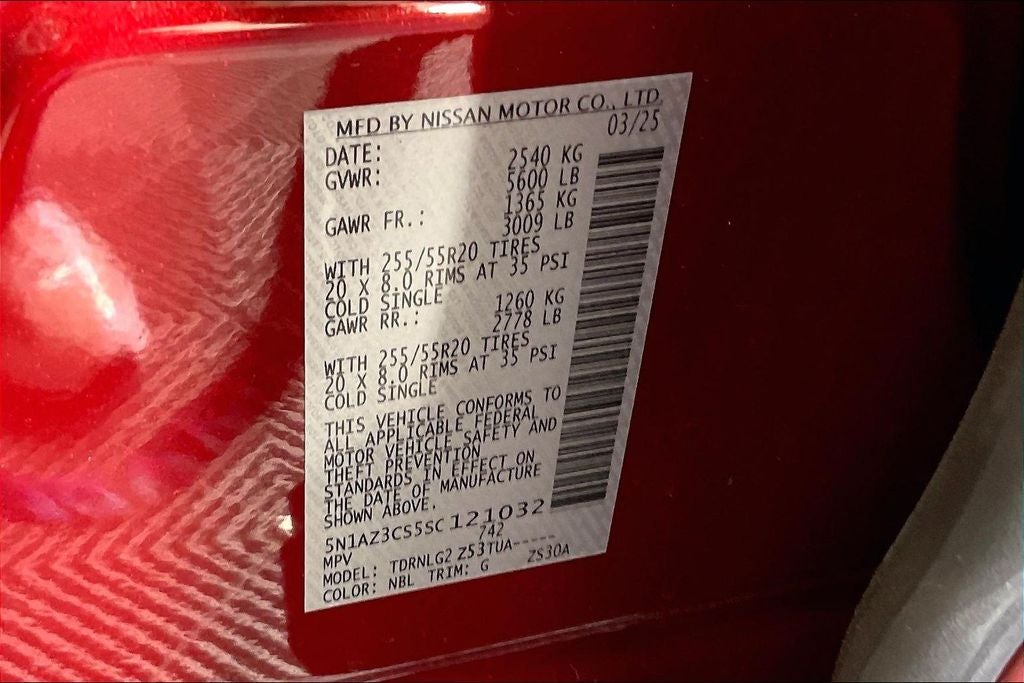 MFD BY NISSAN MOTOR CO., LTD.
DATE: 03/25
GVWR: 2540 KG
5600 LB
GAWR FR.: 1365 KG
3009 LB
WITH 255/55R20 TIRES
20 X 8.0 RIMS AT 35 PSI
COLD SINGLE
GAWR RR.: 1260 KG
2778 LB
WITH 255/55R20 TIRES
20 X 8.0 RIMS AT 35 PSI
COLD SINGLE
THIS VEHICLE CONFORMS TO
ALL APPLICABLE FEDERAL
MOTOR VEHICLE SAFETY AND
THEFT PREVENTION
STANDARDS IN EFFECT ON
THE DATE OF MANUFACTURE
SHOWN ABOVE.
5N1AZ3CS5SC121032
MPV 742
MODEL: TDRNLG2 Z53TUA-----
COLOR: NBL TRIM: G ZS30A